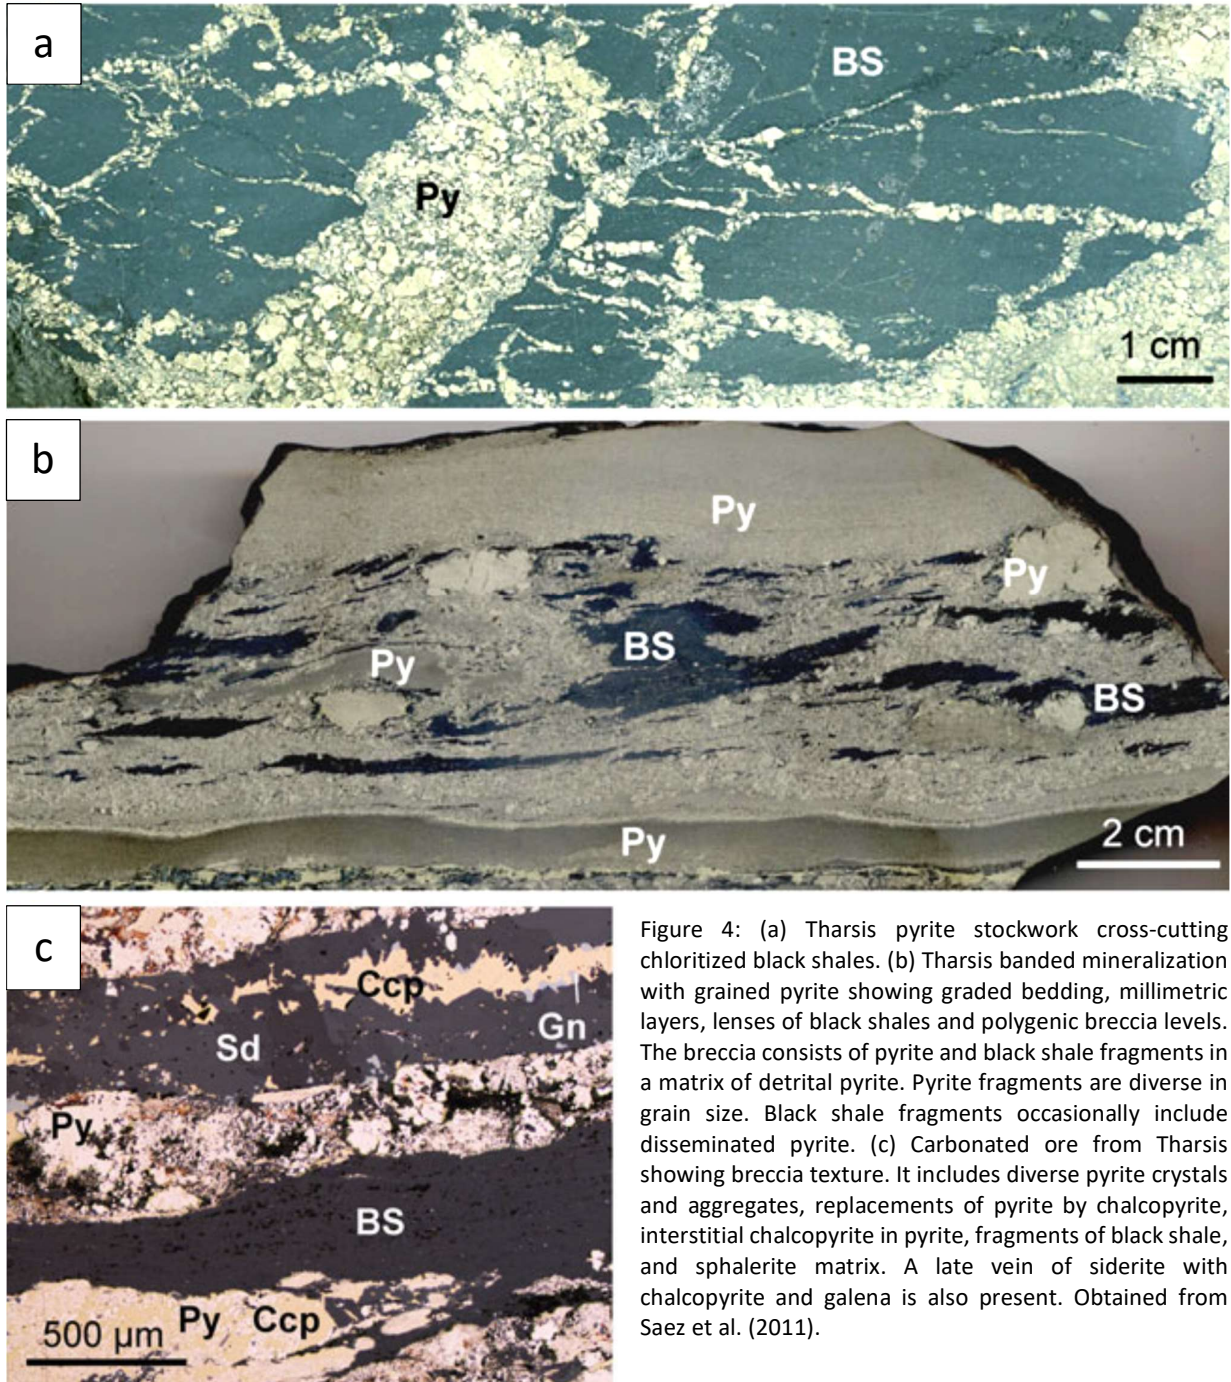 a
BS
Py
1 cm
b
Py
Py
BS
Py
BS
Py
2 cm
c
Ccp
Gn
Sd
Py
BS
Py Ccp
500 µm
Figure 4: (a) Tharsis pyrite stockwork cross-cutting
chloritized black shales. (b) Tharsis banded mineralization
with grained pyrite showing graded bedding, millimetric
layers, lenses of black shales and polygenic breccia levels.
The breccia consists of pyrite and black shale fragments in
a matrix of detrital pyrite. Pyrite fragments are diverse in
grain size. Black shale fragments occasionally include
disseminated pyrite. (c) Carbonated ore from Tharsis
showing breccia texture. It includes diverse pyrite crystals
and aggregates, replacements of pyrite by chalcopyrite,
interstitial chalcopyrite in pyrite, fragments of black shale,
and sphalerite matrix. A late vein of siderite with
chalcopyrite and galena is also present. Obtained from
Saez et al. (2011).